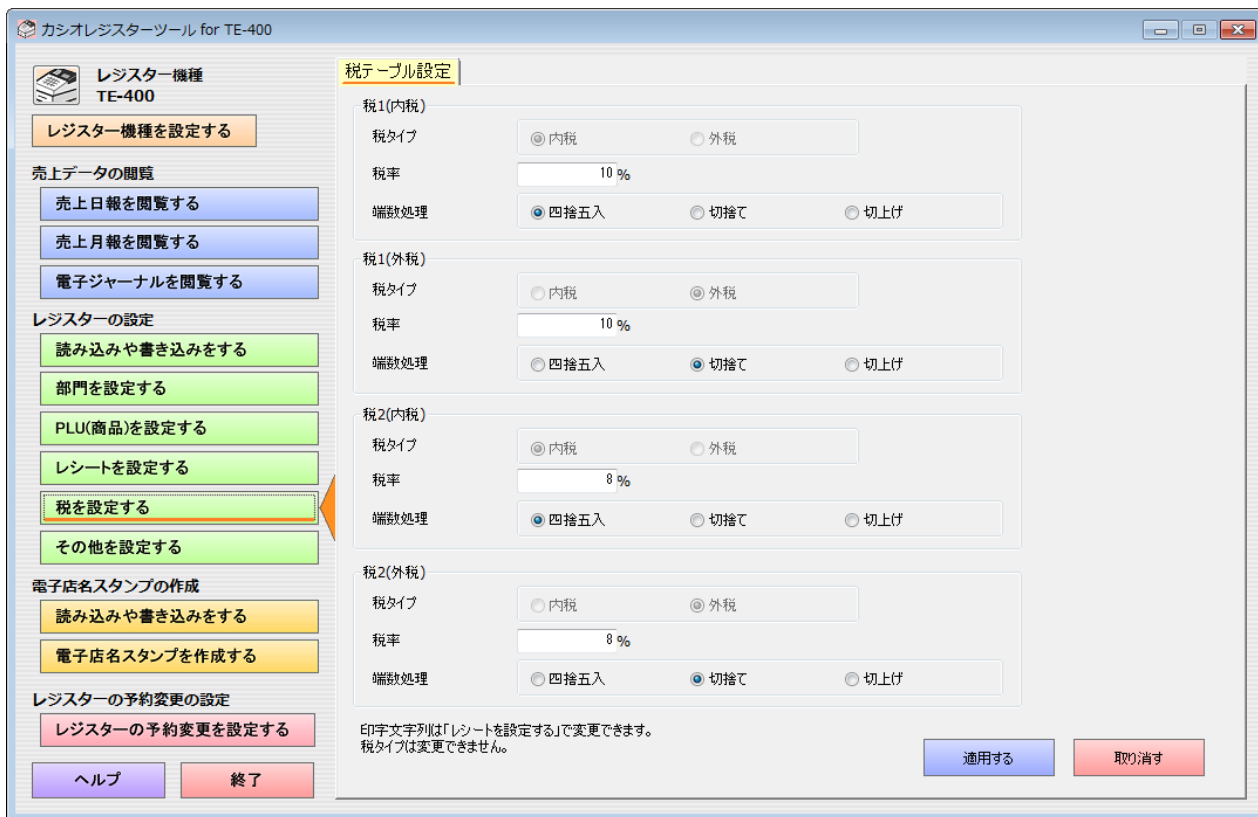 カシオレジスターツール for TE-400
レジスター機種
TE-400
レジスター機種を設定する
売上データの閲覧
売上日報を閲覧する
売上月報を閲覧する
電子ジャーナルを閲覧する
レジスターの設定
読み込みや書き込みをする
部門を設定する
PLU(商品)を設定する
レシートを設定する
税を設定する
その他を設定する
電子店名スタンプの作成
読み込みや書き込みをする
電子店名スタンプを作成する
レジスターの予約変更の設定
レジスターの予約変更を設定する
ヘルプ 終了
税テーブル設定
税1(内税)
税タイプ 内税 外税
税率 10 %
端数処理 四捨五入 切捨て 切上げ
税1(外税)
税タイプ 内税 外税
税率 10 %
端数処理 四捨五入 切捨て 切上げ
税2(内税)
税タイプ 内税 外税
税率 8 %
端数処理 四捨五入 切捨て 切上げ
税2(外税)
税タイプ 内税 外税
税率 8 %
端数処理 四捨五入 切捨て 切上げ
印字文字列は「レシートを設定する」で変更できます。
税タイプは変更できません。
適用する 取り消す